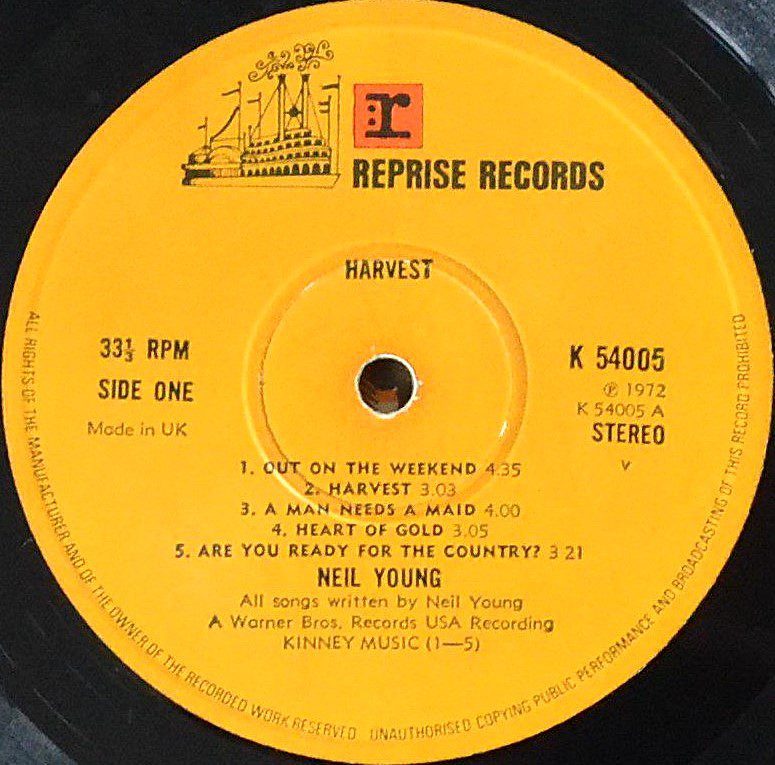 r
REPRISE RECORDS
HARVEST
33⅓ RPM
SIDE ONE
Made in UK
K 54005
℗ 1972
K 54005 A
STEREO
V
1. OUT ON THE WEEKEND 4.35
2. HARVEST 3.03
3. A MAN NEEDS A MAID 4.00
4. HEART OF GOLD 3.05
5. ARE YOU READY FOR THE COUNTRY? 3 21
NEIL YOUNG
All songs written by Neil Young
A Warner Bros. Records USA Recording
KINNEY MUSIC (1—5)
ALL RIGHTS OF THE MANUFACTURER AND OF THE OWNER OF THE RECORDED WORK RESERVED UNAUTHORISED COPYING PUBLIC PERFORMANCE AND BROADCASTING OF THIS RECORD PROHIBITED